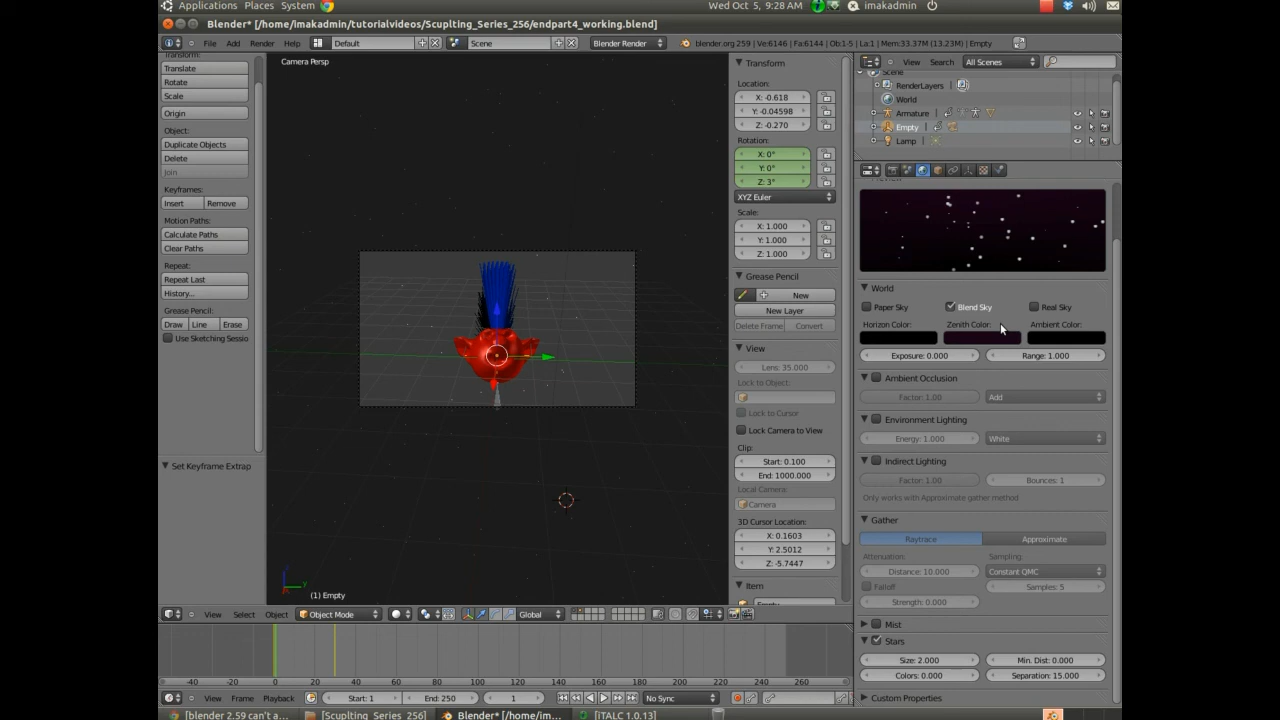 Applications Places System
Wed Oct 5, 9:28 AM
imakadmin
Blender* [/home/imakadmin/tutorialvideos/Scuplting_Series_256/endpart4_working.blend]
File Add Render Help
Default
Scene
Blender Render
blender.org 259 | Ve:6146 | Fa:6144 | Ob:1-5 | La:1 | Mem:33.37M (13.23M) | Empty
View Search All Scenes
Transform:
Translate
Rotate
Scale
Origin
Object:
Duplicate Objects
Delete
Join
Keyframes:
Insert Remove
Motion Paths:
Calculate Paths
Clear Paths
Repeat:
Repeat Last
History...
Grease Pencil:
Draw Line Erase
Use Sketching Sessio
Set Keyframe Extrap
Camera Persp
(1) Empty
Transform
Location:
X: -0.618
Y: -0.04598
Z: -0.270
Rotation:
X: 0°
Y: 0°
Z: 3°
XYZ Euler
Scale:
X: 1.000
Y: 1.000
Z: 1.000
Grease Pencil
New
New Layer
Delete Frame Convert
View
Lens: 35.000
Lock to Object:
Lock to Cursor
Lock Camera to View
Clip:
Start: 0.100
End: 1000.000
Local Camera:
Camera
3D Cursor Location:
X: 0.1603
Y: 2.5012
Z: -5.7447
Item
Empty
Scene
RenderLayers
World
Armature
Empty
Lamp
Preview
World
Paper Sky Blend Sky Real Sky
Horizon Color: Zenith Color: Ambient Color:
Exposure: 0.000 Range: 1.000
Ambient Occlusion
Factor: 1.00 Add
Environment Lighting
Energy: 1.000 White
Indirect Lighting
Factor: 1.00 Bounces: 1
Only works with Approximate gather method
Gather
Raytrace Approximate
Attenuation: Sampling:
Distance: 10.000 Constant QMC
Falloff Samples: 5
Strength: 0.000
Mist
Stars
Size: 2.000 Min. Dist: 0.000
Colors: 0.000 Separation: 15.000
Custom Properties
View Select Object Object Mode Global
-40 -20 0 20 40 60 80 100 120 140 160 180 200 220 240 260
View Frame Playback Start: 1 End: 250 1 No Sync
[blender 2.59 can't a... [Scuplting_Series_256] Blender* [/home/im... [iTALC 1.0.13]